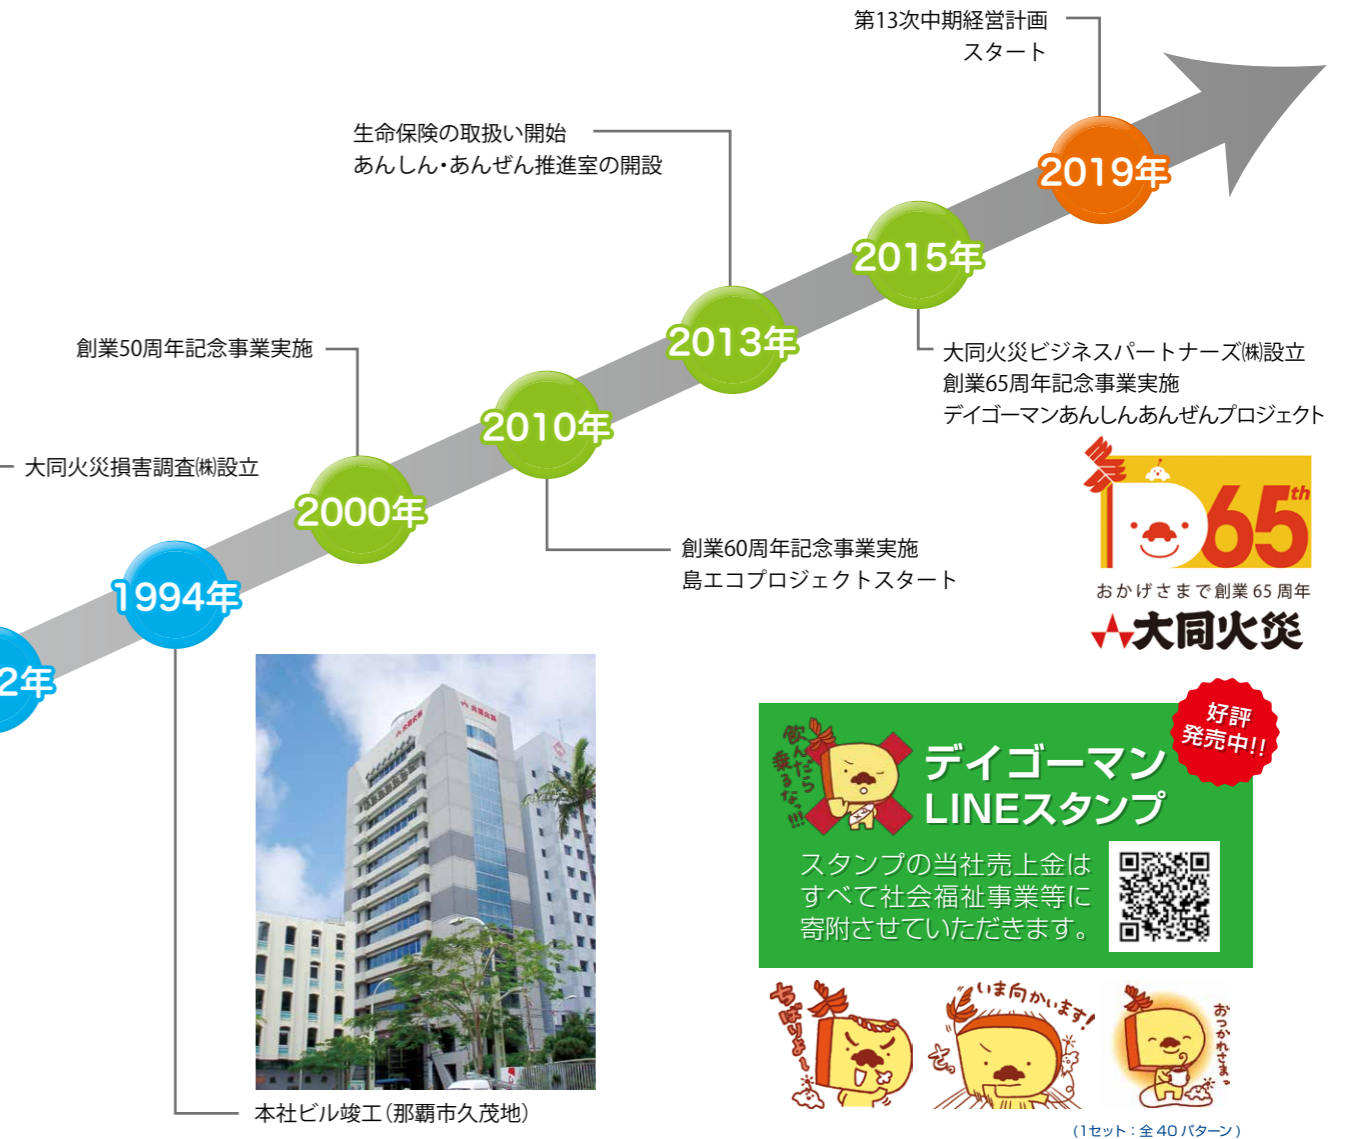 第13次中期経営計画
スタート
2019年
生命保険の取扱い開始
あんしん・あんぜん推進室の開設
2015年
2013年
大同火災ビジネスパートナーズ㈱設立
創業65周年記念事業実施
デイゴーマンあんしんあんぜんプロジェクト
創業50周年記念事業実施
2010年
大同火災損害調査㈱設立
2000年
65th
創業60周年記念事業実施
島エコプロジェクトスタート
おかげさまで創業65周年
大同火災
1994年
2年
大同火災
大同火災
好評
発売中!!
飲んだら
乗るなっ!!!
デイゴーマン
LINEスタンプ
スタンプの当社売上金は
すべて社会福祉事業等に
寄附させていただきます。
ちばりよ〜
いま向かいます!
おつかれさまっ
本社ビル竣工(那覇市久茂地)
(1セット：全40パターン)